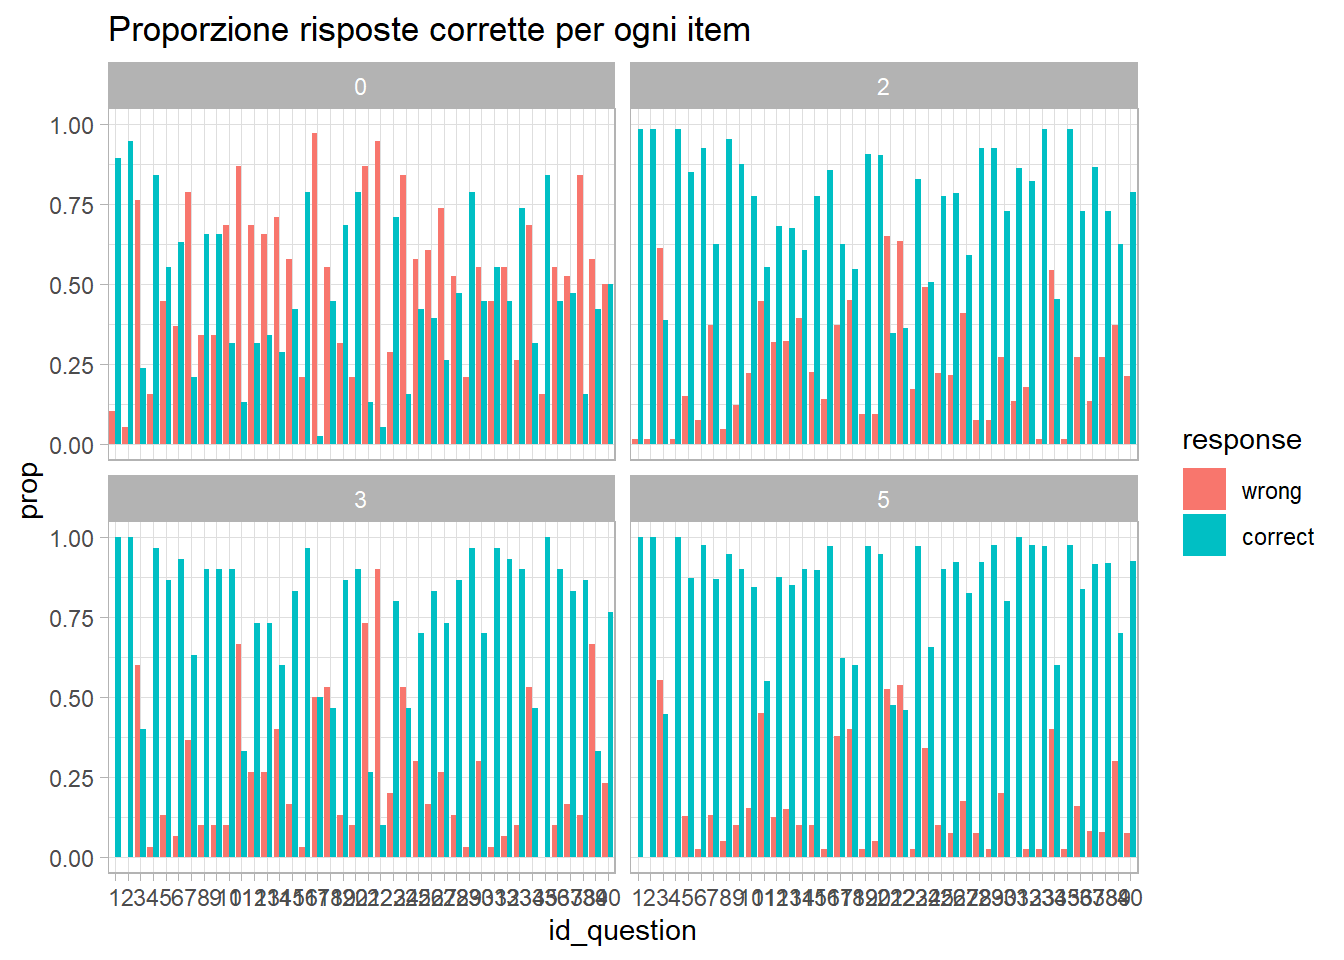 Proporzione risposte corrette per ogni item
0
2
1.00
0.75
0.50
0.25
0.00
3
5
1.00
0.75
0.50
0.25
0.00
prop
id_question
response
wrong
correct